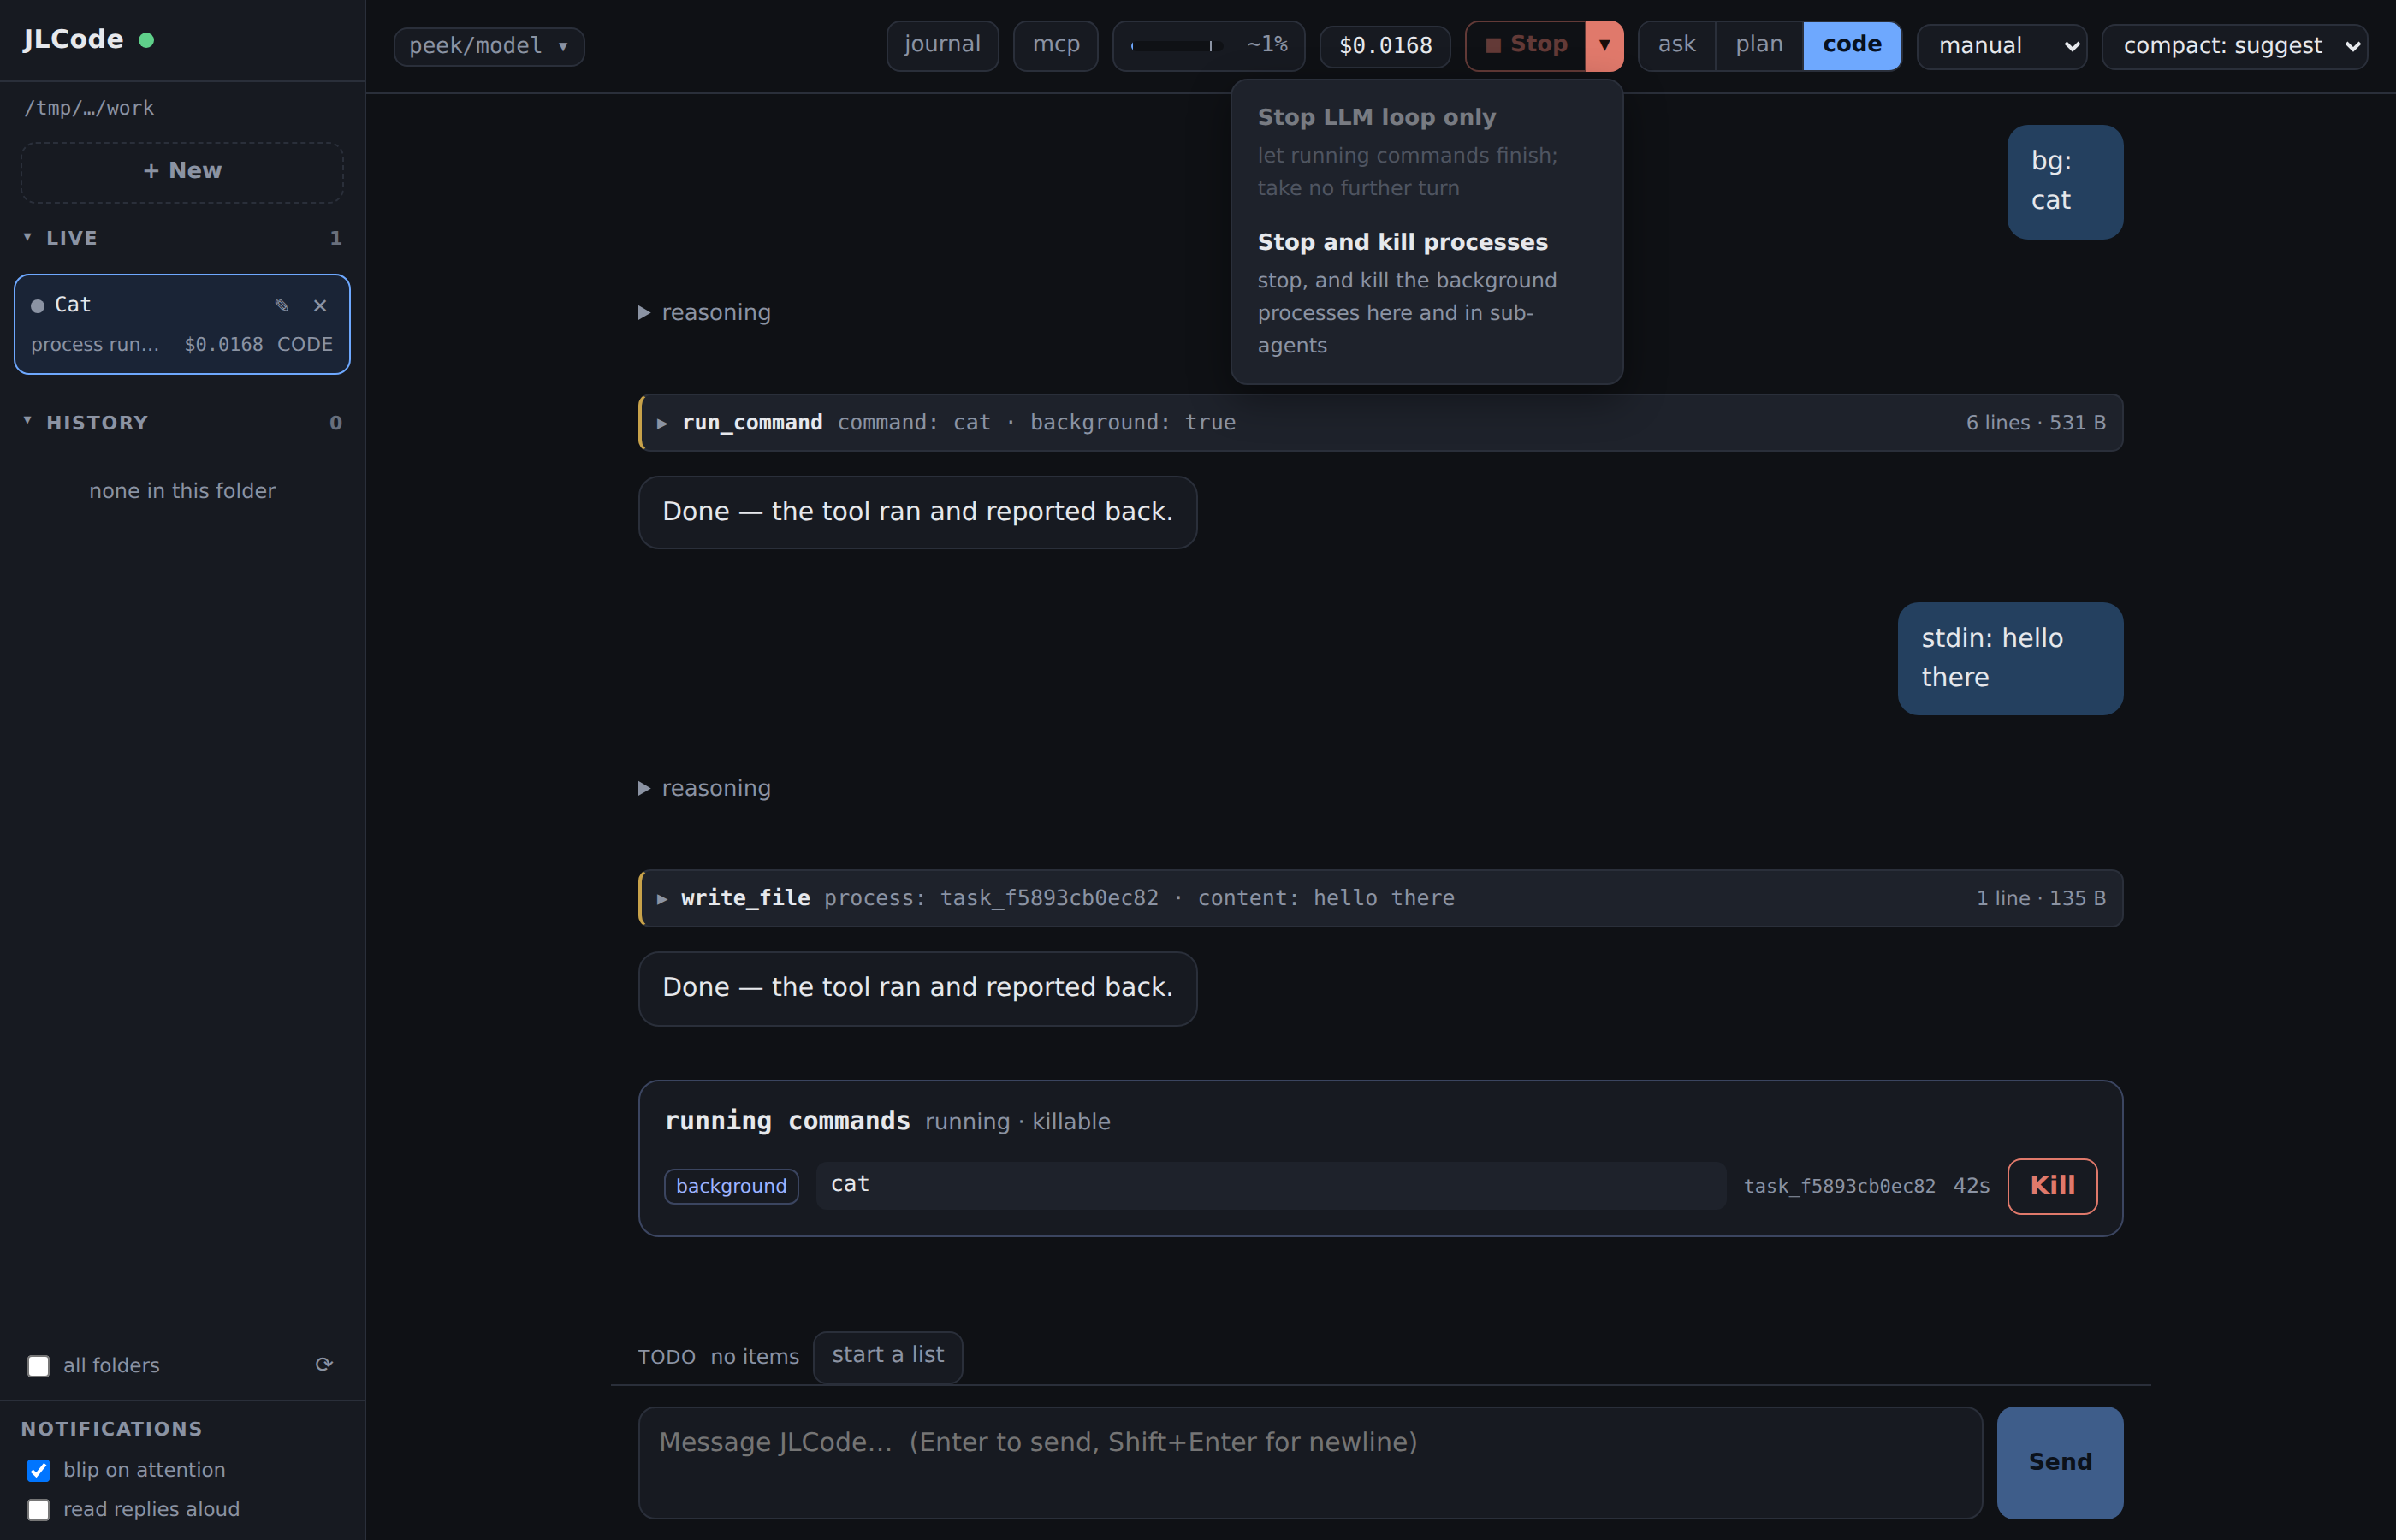 JLCode
/tmp/…/work
+ New
▾ LIVE 1
Cat ✎ ✕
process run… $0.0168 CODE
▾ HISTORY 0
none in this folder
all folders ⟳
NOTIFICATIONS
blip on attention
read replies aloud
peek/model ▾
journal
mcp
~1%
$0.0168
■ Stop ▾
ask
plan
code
manual
compact: suggest
Stop LLM loop only
let running commands finish;
take no further turn
Stop and kill processes
stop, and kill the background
processes here and in sub-
agents
bg:
cat
▶ reasoning
▶ run_command command: cat · background: true 6 lines · 531 B
Done — the tool ran and reported back.
stdin: hello
there
▶ reasoning
▶ write_file process: task_f5893cb0ec82 · content: hello there 1 line · 135 B
Done — the tool ran and reported back.
running commands running · killable
background cat task_f5893cb0ec82 42s Kill
TODO no items start a list
Message JLCode… (Enter to send, Shift+Enter for newline)
Send